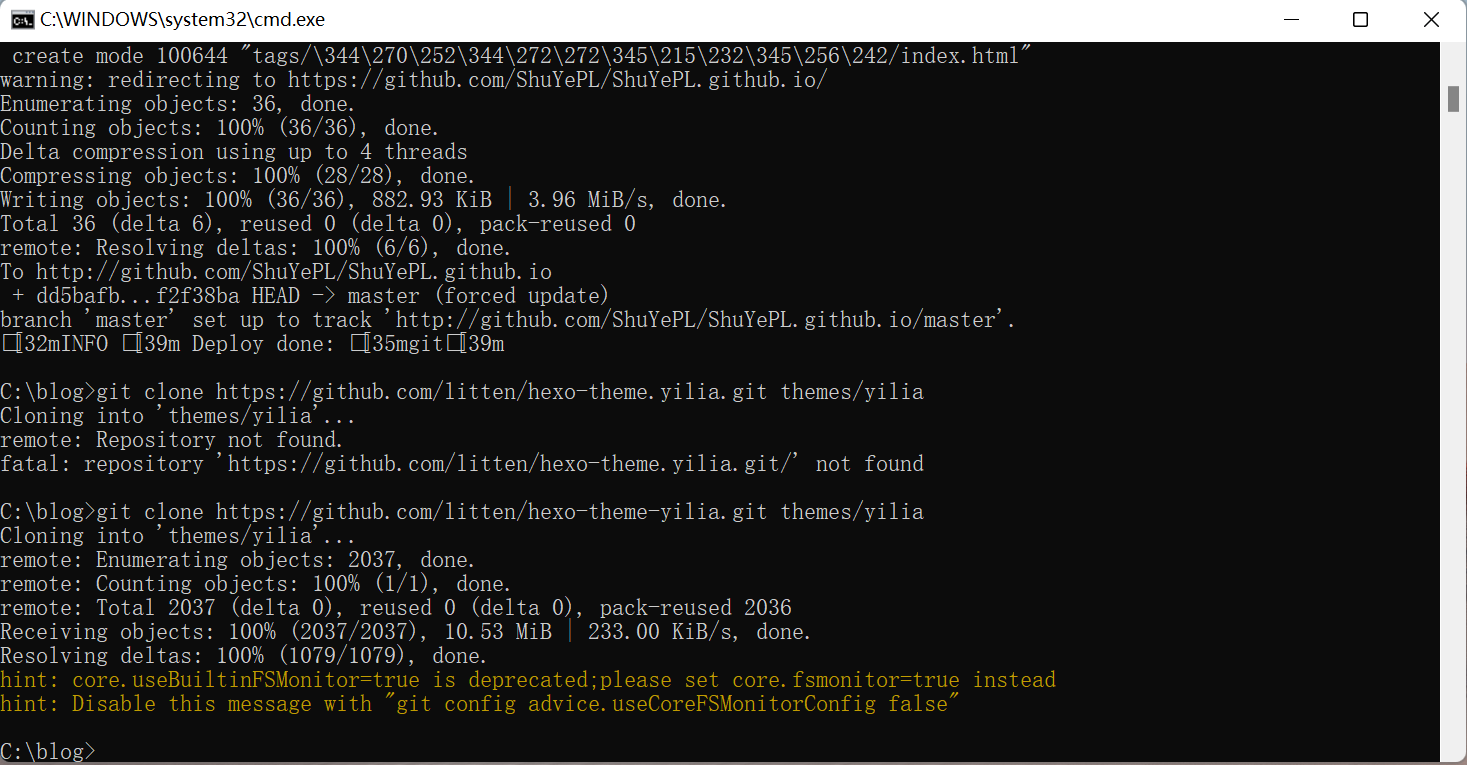 C:\WINDOWS\system32\cmd.exe
create mode 100644 "tags/\344\270\252\344\272\272\345\215\232\345\256\242/index.html"
warning: redirecting to https://github.com/ShuYePL/ShuYePL.github.io/
Enumerating objects: 36, done.
Counting objects: 100% (36/36), done.
Delta compression using up to 4 threads
Compressing objects: 100% (28/28), done.
Writing objects: 100% (36/36), 882.93 KiB | 3.96 MiB/s, done.
Total 36 (delta 6), reused 0 (delta 0), pack-reused 0
remote: Resolving deltas: 100% (6/6), done.
To http://github.com/ShuYePL/ShuYePL.github.io
+ dd5bafb...f2f38ba HEAD -> master (forced update)
branch 'master' set up to track 'http://github.com/ShuYePL/ShuYePL.github.io/master'.
□[32mINFO □[39m Deploy done: □[35mgit□[39m
C:\blog>git clone https://github.com/litten/hexo-theme.yilia.git themes/yilia
Cloning into 'themes/yilia'...
remote: Repository not found.
fatal: repository 'https://github.com/litten/hexo-theme.yilia.git/' not found
C:\blog>git clone https://github.com/litten/hexo-theme-yilia.git themes/yilia
Cloning into 'themes/yilia'...
remote: Enumerating objects: 2037, done.
remote: Counting objects: 100% (1/1), done.
remote: Total 2037 (delta 0), reused 0 (delta 0), pack-reused 2036
Receiving objects: 100% (2037/2037), 10.53 MiB | 233.00 KiB/s, done.
Resolving deltas: 100% (1079/1079), done.
hint: core.useBuiltinFSMonitor=true is deprecated;please set core.fsmonitor=true instead
hint: Disable this message with "git config advice.useCoreFSMonitorConfig false"
C:\blog>